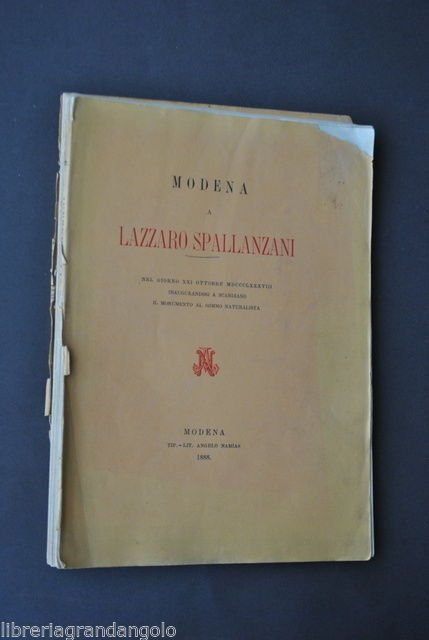 MODENA
A
LAZZARO SPALLANZANI
NEL GIORNO XXI OTTOBRE MDCCCLXXXVIII
INAUGURANDOSI A SCANDIANO
IL MONUMENTO AL SOMMO NATURALISTA
MODENA
TIP.-LIT. ANGELO NAMIAS
1888.
libreriagrandangolo